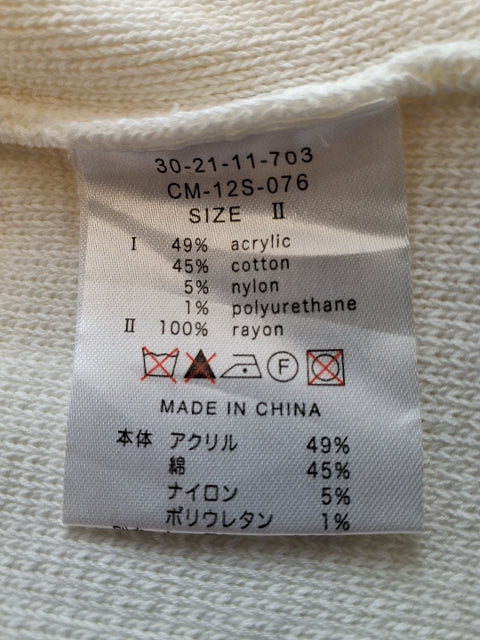 30-21-11-703
CM-12S-076
SIZE Ⅱ
Ⅰ 49% acrylic
45% cotton
5% nylon
1% polyurethane
Ⅱ 100% rayon
F
MADE IN CHINA
本体 アクリル 49%
綿 45%
ナイロン 5%
ポリウレタン 1%